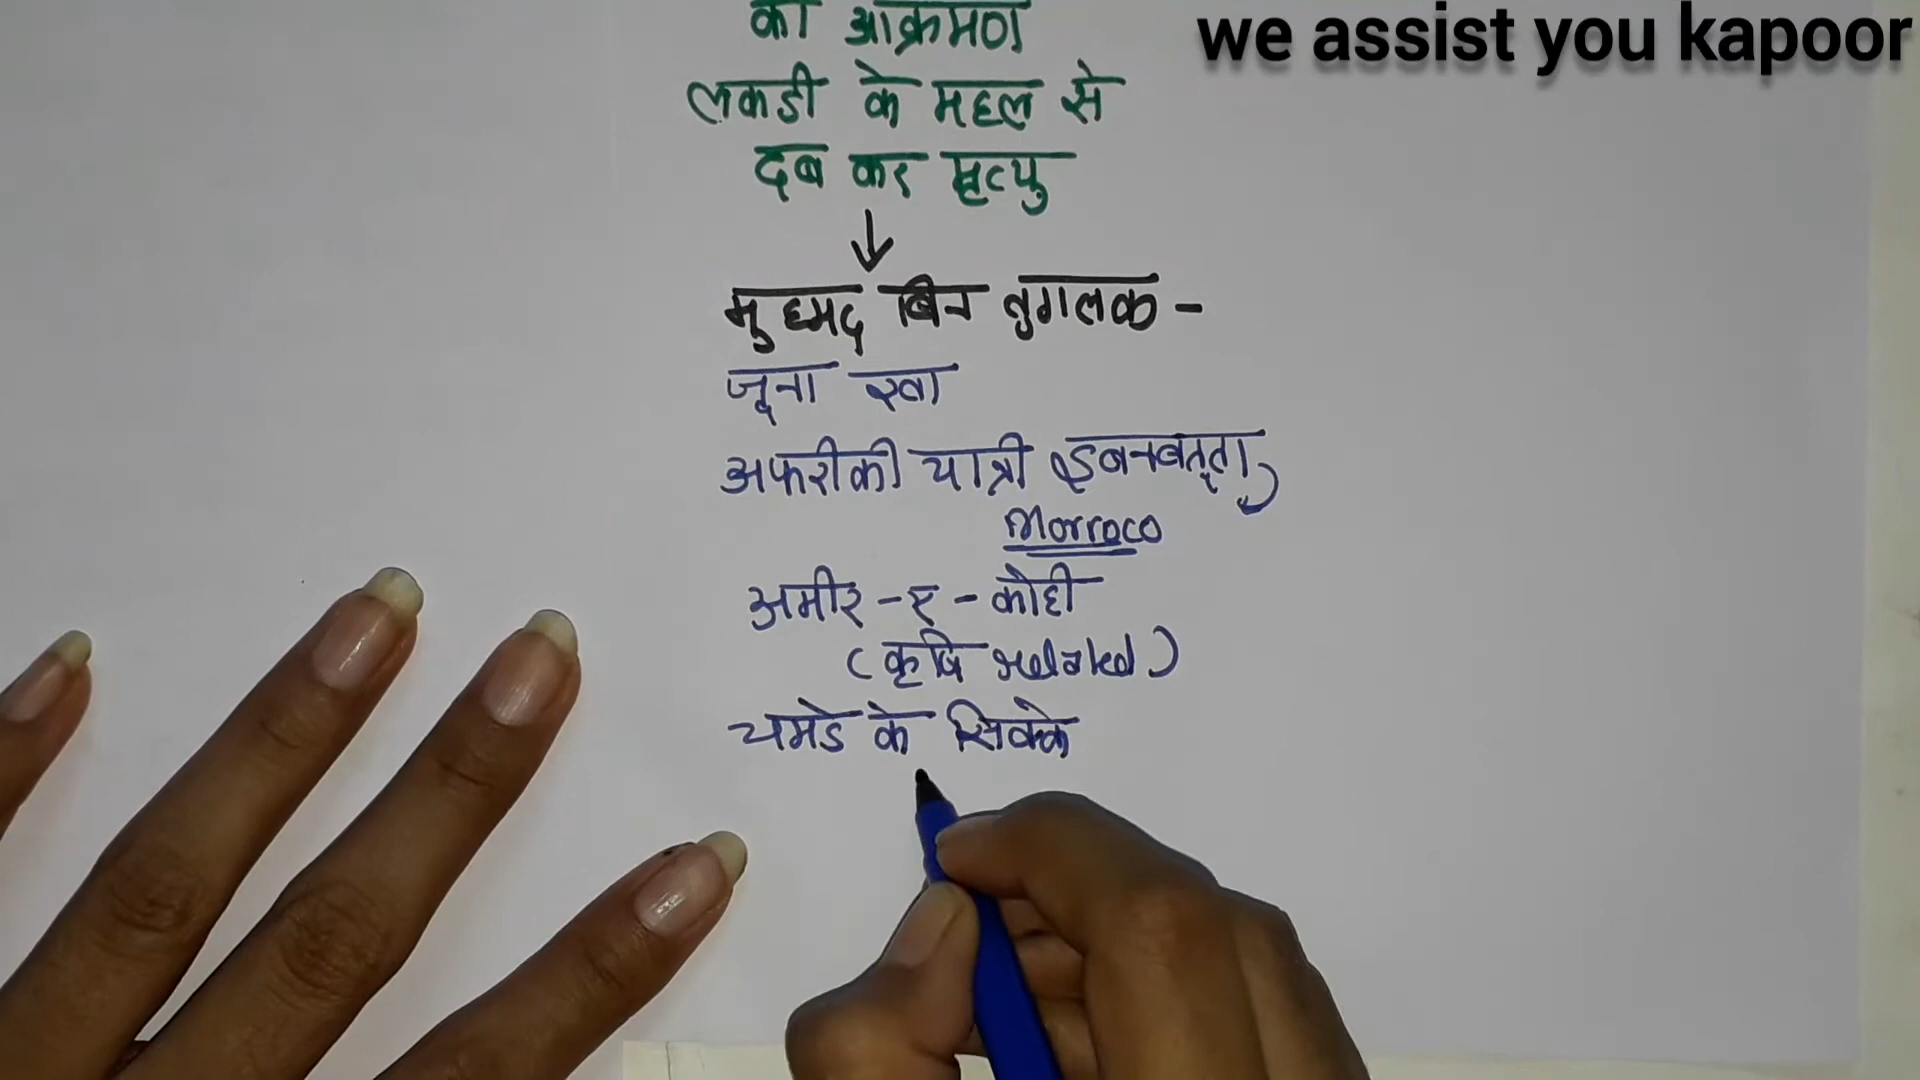 का आक्रमण
we assist you kapoor
लकडी के महल से
दब कर मृत्यु
↓
मुहम्मद बिन तुगलक -
जूना खा
अफरीकी यात्री इबनबतूता
Morroco
अमीर - ए - कोही
(कृषि related)
चमडे के सिक्के